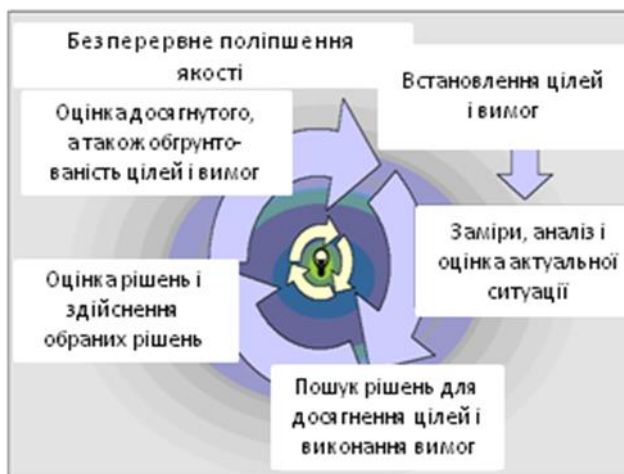 Безперервне поліпшення
якості
Встановлення цілей
і вимог
Заміри, аналіз і
оцінка актуальної
ситуації
Пошук рішень для
досягнення цілей і
виконання вимог
Оцінка рішень і
здійснення
обраних рішень
Оцінка досягнутого,
а також обгрунто-
ваність цілей і вимог